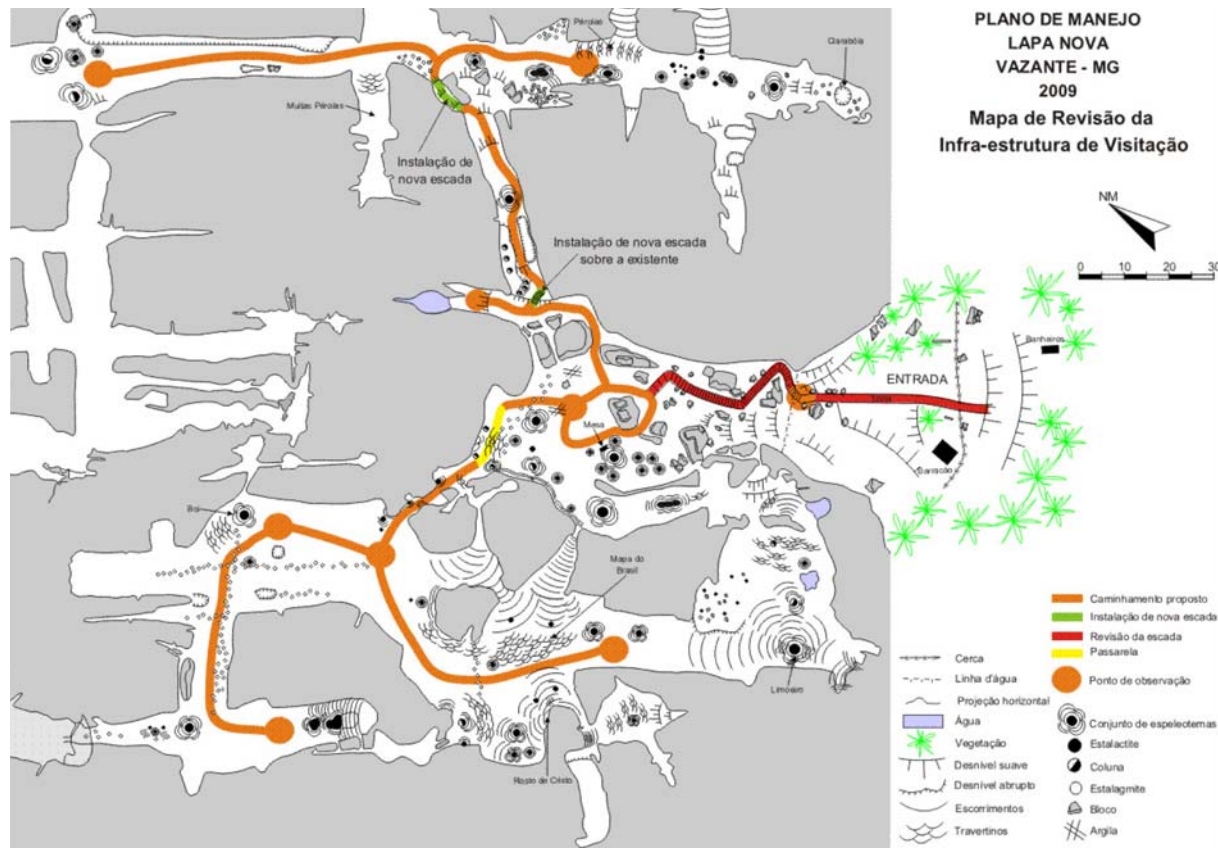 PLANO DE MANEJO
LAPA NOVA
VAZANTE - MG
2009
Mapa de Revisão da
Infra-estrutura de Visitação
NM
0 10 20 30
Pérolas
Clarabóia
Muitas Pérolas
Instalação de
nova escada
Instalação de nova escada
sobre a existente
Banheiros
ENTRADA
Mesa
Barracão
Boi
Mapa do
Brasil
Limoeiro
Rosto de Cristo
Caminhamento proposto
Instalação de nova escada
Revisão da escada
Passarela
Ponto de observação
Cerca
Linha d'água
Projeção horizontal
Água
Vegetação
Desnível suave
Desnível abrupto
Escorrimentos
Travertinos
Conjunto de espeleotemas
Estalactite
Coluna
Estalagmite
Bloco
Argila